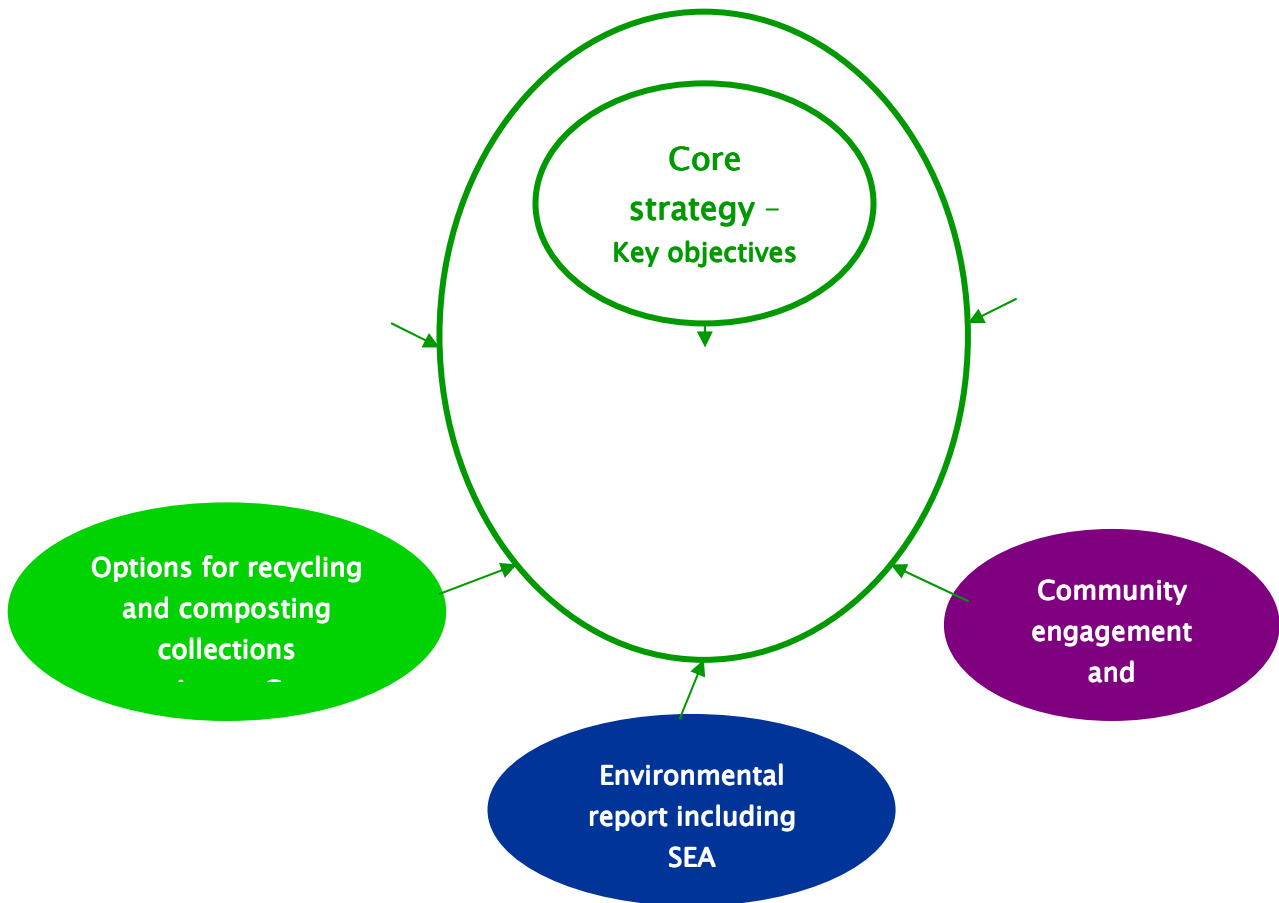 Core
strategy –
Key objectives
Options for recycling
and composting
collections
Community
engagement
and
Environmental
report including
SEA